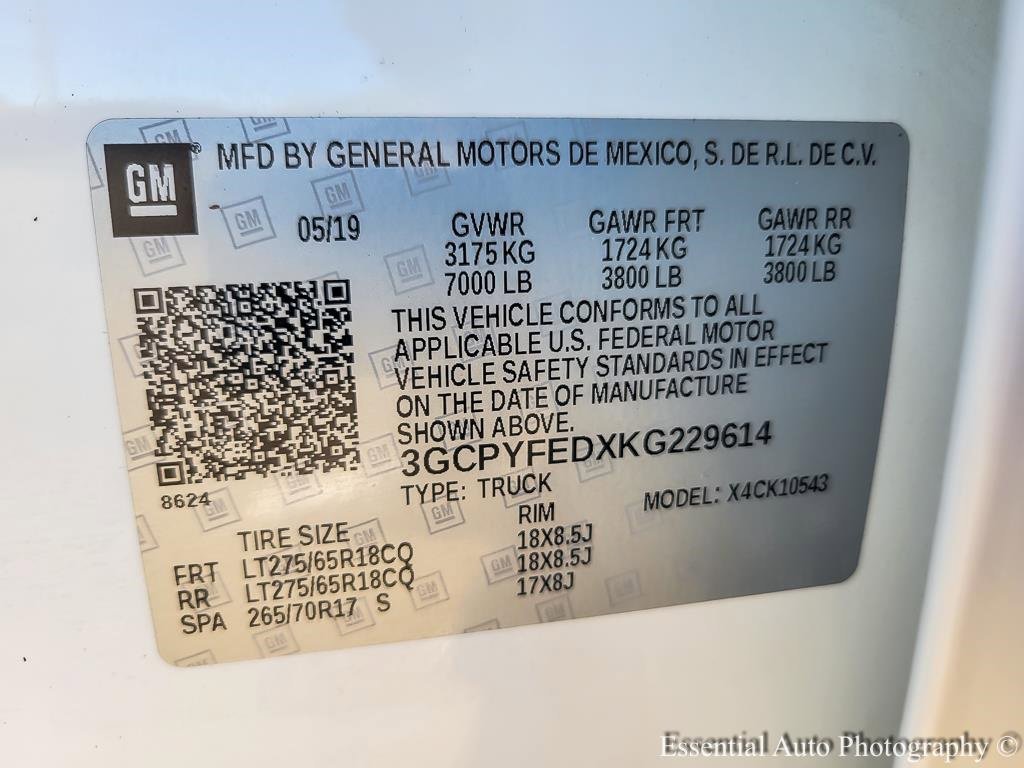 GM® MFD BY GENERAL MOTORS DE MEXICO, S. DE R.L. DE C.V.
05/19 GVWR GAWR FRT GAWR RR
3175 KG 1724 KG 1724 KG
7000 LB 3800 LB 3800 LB
THIS VEHICLE CONFORMS TO ALL
APPLICABLE U.S. FEDERAL MOTOR
VEHICLE SAFETY STANDARDS IN EFFECT
ON THE DATE OF MANUFACTURE
SHOWN ABOVE.
3GCPYFEDXKG229614
8624
TYPE: TRUCK MODEL: X4CK10543
TIRE SIZE RIM
FRT LT275/65R18CQ 18X8.5J
RR LT275/65R18CQ 18X8.5J
SPA 265/70R17 S 17X8J
Essential Auto Photography ©